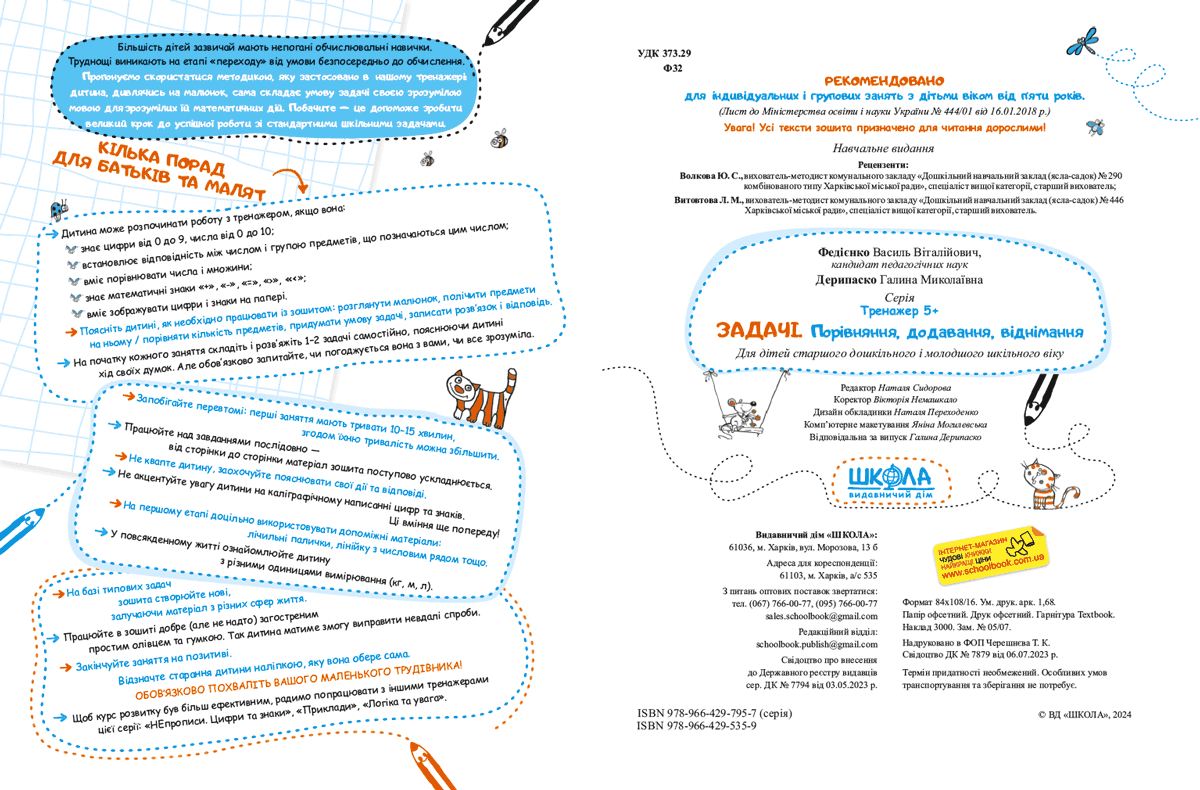 Більшість дітей зазвичай мають непогані обчислювальні навички.
Труднощі виникають на етапі «переходу» від умови безпосередньо до обчислення.
Пропонуємо скористатися методикою, яку застосовано в нашому тренажері:
дитина, дивлячись на малюнок, сама складає умову задачі своєю зрозумілою
мовою для зрозумілих їй математичних дій. Побачите — це допоможе зробити
великий крок до успішної роботи зі стандартними шкільними задачами.
КІЛЬКА ПОРАД
ДЛЯ БАТЬКІВ ТА МАЛЯТ
Дитина може розпочинати роботу з тренажером, якщо вона:
знає цифри від 0 до 9, числа від 0 до 10;
встановлює відповідність між числом і групою предметів, що позначаються цим числом;
вміє порівнювати числа і множини;
знає математичні знаки «+», «-», «=», «>», «<»;
вміє зображувати цифри і знаки на папері.
Поясніть дитині, як необхідно працювати із зошитом: розглянути малюнок, полічити предмети
на ньому / порівняти кількість предметів, придумати умову задачі, записати розв'язок і відповідь.
На початку кожного заняття складіть і розв'яжіть 1-2 задачі самостійно, пояснюючи дитині
хід своїх думок. Але обов'язково запитайте, чи погоджується вона з вами, чи все зрозуміла.
Запобігайте перевтомі: перші заняття мають тривати 10-15 хвилин,
згодом їхню тривалість можна збільшити.
Працюйте над завданнями послідовно —
від сторінки до сторінки матеріал зошита поступово ускладнюється.
Не квапте дитину, заохочуйте пояснювати свої дії та відповіді.
Не акцентуйте увагу дитини на каліграфічному написанні цифр та знаків.
Ці вміння ще попереду!
На першому етапі доцільно використовувати допоміжні матеріали:
лічильні палички, лінійку з числовим рядом тощо.
У повсякденному житті ознайомлюйте дитину
з різними одиницями вимірювання (кг, м, л).
На базі типових задач
зошита створюйте нові,
залучаючи матеріал з різних сфер життя.
Працюйте в зошиті добре (але не надто) загостреним
простим олівцем та гумкою. Так дитина матиме змогу виправити невдалі спроби.
Закінчуйте заняття на позитиві.
Відзначте старання дитини наліпкою, яку вона обере сама.
ОБОВ'ЯЗКОВО ПОХВАЛІТЬ ВАШОГО МАЛЕНЬКОГО ТРУДІВНИКА!
Щоб курс розвитку був більш ефективним, радимо попрацювати з іншими тренажерами
цієї серії: «НЕпрописи. Цифри та знаки», «Приклади», «Логіка та увага».
УДК 373.29
Ф32
РЕКОМЕНДОВАНО
для індивідуальних і групових занять з дітьми віком від п'яти років.
(Лист до Міністерства освіти і науки України № 444/01 від 16.01.2018 р.)
Увага! Усі тексти зошита призначено для читання дорослими!
Навчальне видання
Рецензенти:
Волкова Ю. С., вихователь-методист комунального закладу «Дошкільний навчальний заклад (ясла-садок) № 290
комбінованого типу Харківської міської ради», спеціаліст вищої категорії, старший вихователь;
Витовтова Л. М., вихователь-методист комунального закладу «Дошкільний навчальний заклад (ясла-садок) № 446
Харківської міської ради», спеціаліст вищої категорії, старший вихователь.
Федієнко Василь Віталійович,
кандидат педагогічних наук
Дерипаско Галина Миколаївна
Серія
Тренажер 5+
ЗАДАЧІ. Порівняння, додавання, віднімання
Для дітей старшого дошкільного і молодшого шкільного віку
Редактор Наталя Сидорова
Коректор Вікторія Немашкало
Дизайн обкладинки Наталя Переходенко
Комп'ютерне макетування Яніна Могилевська
Відповідальна за випуск Галина Дерипаско
ШКОЛА
видавничий дім
Видавничий дім «ШКОЛА»:
61036, м. Харків, вул. Морозова, 13 б
Адреса для кореспонденції:
61103, м. Харків, а/с 535
З питань оптових поставок звертатися:
тел. (067) 766-00-77, (095) 766-00-77
sales.schoolbook@gmail.com
Редакційний відділ:
schoolbook.publish@gmail.com
Свідоцтво про внесення
до Державного реєстру видавців
сер. ДК № 7794 від 03.05.2023 р.
ІНТЕРНЕТ-МАГАЗИН
ЧУДОВІ КНИЖКИ
НАЙКРАЩІ ЦІНИ
www.schoolbook.com.ua
Формат 84х108/16. Ум. друк. арк. 1,68.
Папір офсетний. Друк офсетний. Гарнітура Textbook.
Наклад 3000. Зам. № 05/07.
Надруковано в ФОП Черешнєва Т. К.
Свідоцтво ДК № 7879 від 06.07.2023 р.
Термін придатності необмежений. Особливих умов
транспортування та зберігання не потребує.
ISBN 978-966-429-795-7 (серія)
ISBN 978-966-429-535-9
© ВД «ШКОЛА», 2024